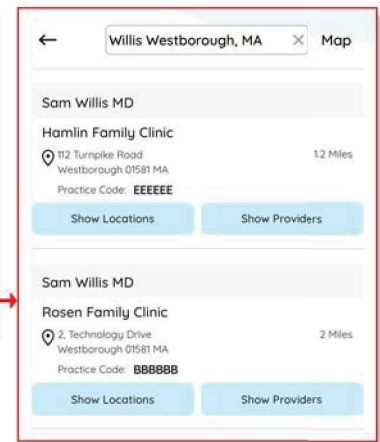 ← Willis Westborough, MA × Map
Sam Willis MD
Hamlin Family Clinic
112 Turnpike Road 1.2 Miles
Westborough 01581 MA
Practice Code: EEEEEE
Show Locations Show Providers
Sam Willis MD
Rosen Family Clinic
2, Technology Drive 2 Miles
Westborough 01581 MA
Practice Code: BBBBBB
Show Locations Show Providers